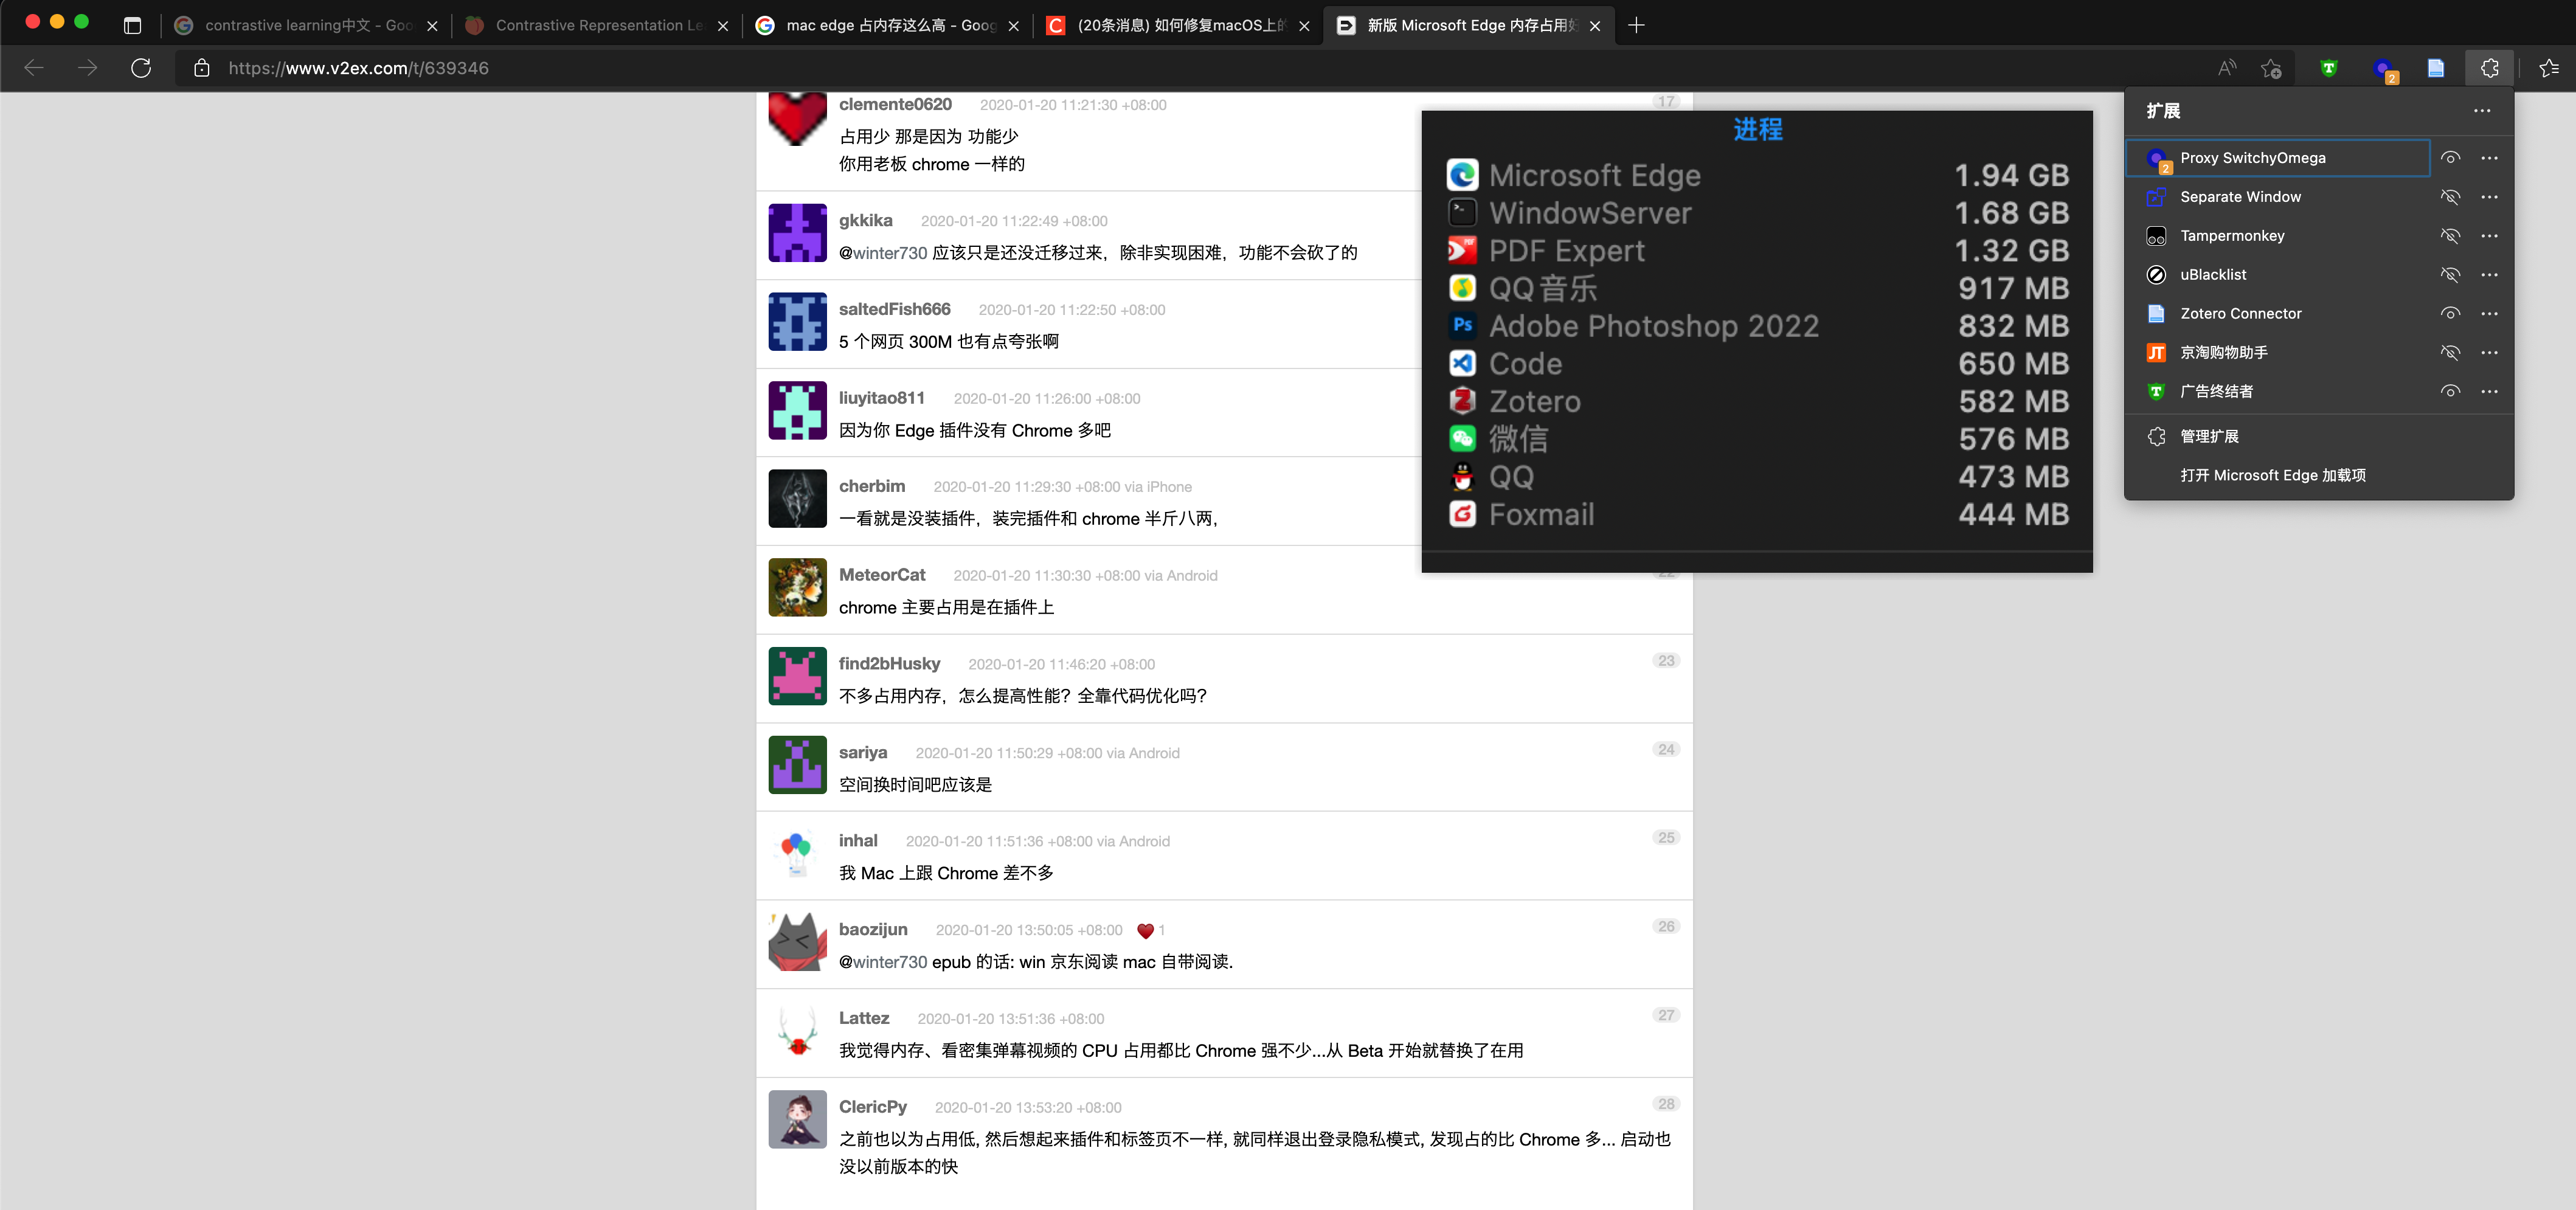 contrastive learning中文 - Goo
Contrastive Representation Le
mac edge 占内存这么高 - Goog
(20条消息) 如何修复macOS上的
新版 Microsoft Edge 内存占用好
https://www.v2ex.com/t/639346
2
clemente0620 2020-01-20 11:21:30 +08:00 17
占用少 那是因为 功能少
你用老板 chrome 一样的
gkkika 2020-01-20 11:22:49 +08:00
@winter730 应该只是还没迁移过来，除非实现困难，功能不会砍了的
saltedFish666 2020-01-20 11:22:50 +08:00
5 个网页 300M 也有点夸张啊
liuyitao811 2020-01-20 11:26:00 +08:00
因为你 Edge 插件没有 Chrome 多吧
cherbim 2020-01-20 11:29:30 +08:00 via iPhone
一看就是没装插件，装完插件和 chrome 半斤八两，
MeteorCat 2020-01-20 11:30:30 +08:00 via Android
chrome 主要占用是在插件上
find2bHusky 2020-01-20 11:46:20 +08:00 23
不多占用内存，怎么提高性能？全靠代码优化吗？
sariya 2020-01-20 11:50:29 +08:00 via Android 24
空间换时间吧应该是
inhal 2020-01-20 11:51:36 +08:00 via Android 25
我 Mac 上跟 Chrome 差不多
baozijun 2020-01-20 13:50:05 +08:00 1 26
@winter730 epub 的话: win 京东阅读 mac 自带阅读.
Lattez 2020-01-20 13:51:36 +08:00 27
我觉得内存、看密集弹幕视频的 CPU 占用都比 Chrome 强不少...从 Beta 开始就替换了在用
ClericPy 2020-01-20 13:53:20 +08:00 28
之前也以为占用低, 然后想起来插件和标签页不一样, 就同样退出登录隐私模式, 发现占的比 Chrome 多... 启动也
没以前版本的快
进程
Microsoft Edge 1.94 GB
WindowServer 1.68 GB
PDF Expert 1.32 GB
QQ音乐 917 MB
Adobe Photoshop 2022 832 MB
Code 650 MB
Zotero 582 MB
微信 576 MB
QQ 473 MB
Foxmail 444 MB
扩展
2 Proxy SwitchyOmega
Separate Window
Tampermonkey
uBlacklist
Zotero Connector
京淘购物助手
广告终结者
管理扩展
打开 Microsoft Edge 加载项